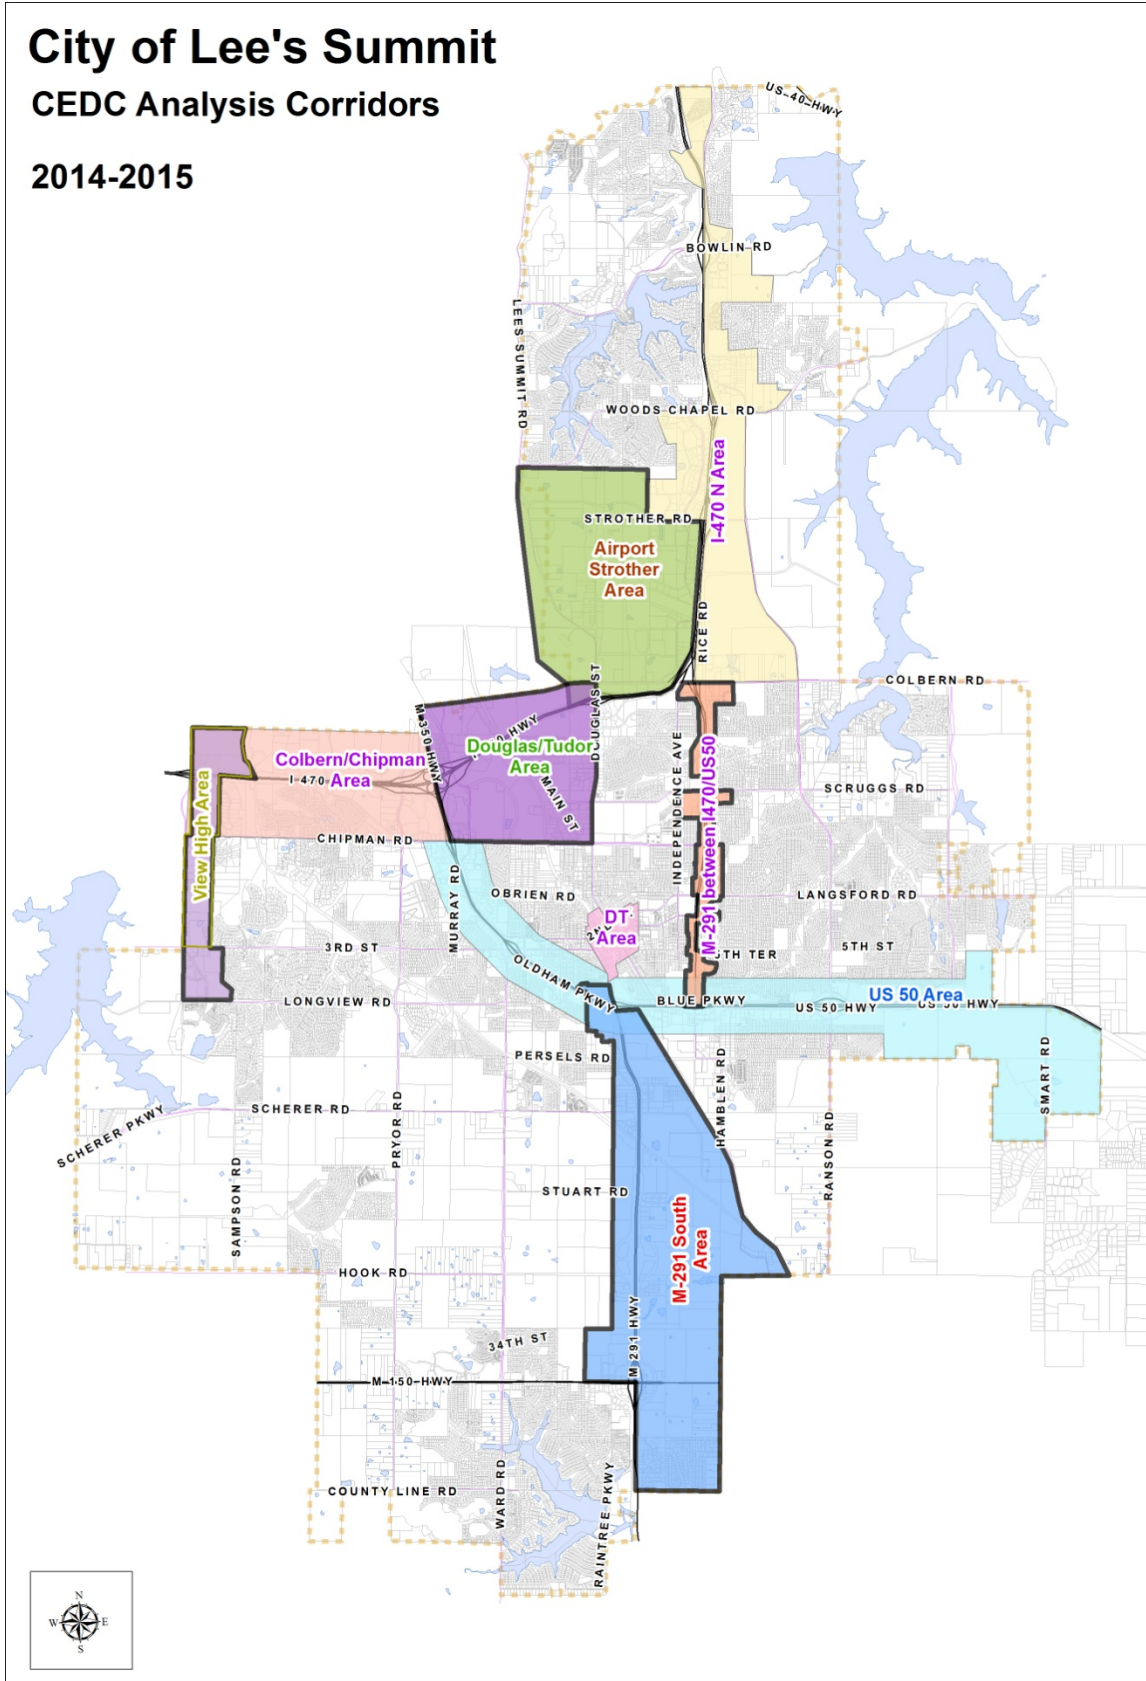 City of Lee's Summit
CEDC Analysis Corridors
2014-2015
US-40-HWY
BOWLIN RD
LEES SUMMIT RD
WOODS CHAPEL RD
I-470 N Area
STROTHER RD
Airport
Strother
Area
RICE RD
COLBERN RD
DOUGLAS ST
M-350 HWY
HWY
Douglas/Tudor
Area
MAIN ST
Colbern/Chipman
Area
I 470
View High Area
INDEPENDENCE AVE
M-291 between I470/US50
SCRUGGS RD
CHIPMAN RD
MURRAY RD
OBRIEN RD
LANGSFORD RD
DT
Area
3RD ST
5TH TER
5TH ST
OLDHAM PKWY
LONGVIEW RD
BLUE PKWY
US 50 Area
US 50 HWY
US 50 HWY
PERSELS RD
HAMBLEN RD
SMART RD
SCHERER PKWY
SCHERER RD
PRYOR RD
RANSON RD
SAMPSON RD
STUART RD
M-291 South
Area
HOOK RD
34TH ST
M 291 HWY
M-150-HWY
COUNTY LINE RD
WARD RD
RAINTREE PKWY
N
W
E
S